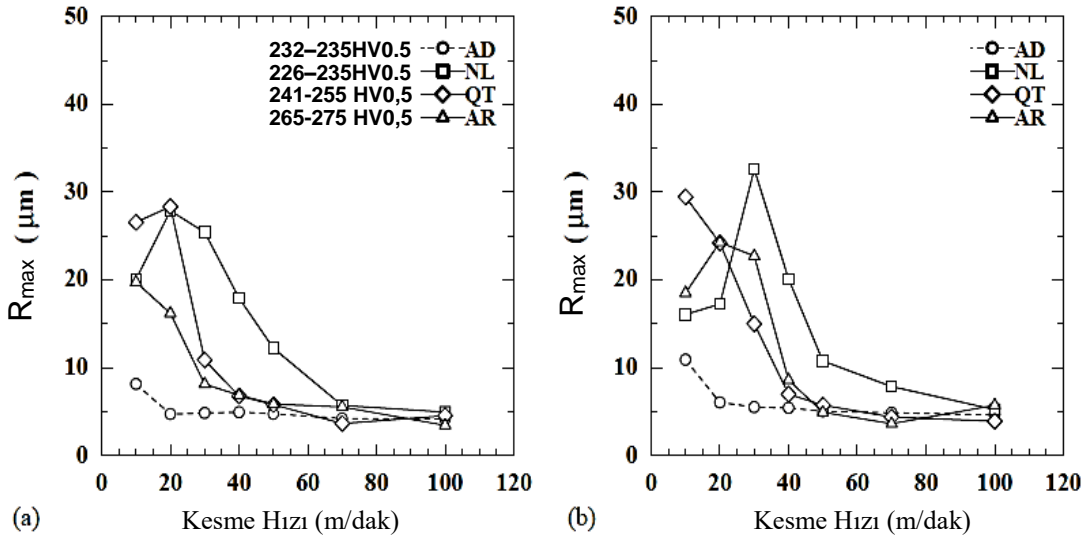 50
40
30
20
10
0
R_max ( μm )
232–235HV0.5 AD
226–235HV0.5 NL
241-255 HV0,5 QT
265-275 HV0,5 AR
0 20 40 60 80 100 120
(a) Kesme Hızı (m/dak)
50
40
30
20
10
0
R_max ( μm )
AD
NL
QT
AR
0 20 40 60 80 100 120
(b) Kesme Hızı (m/dak)